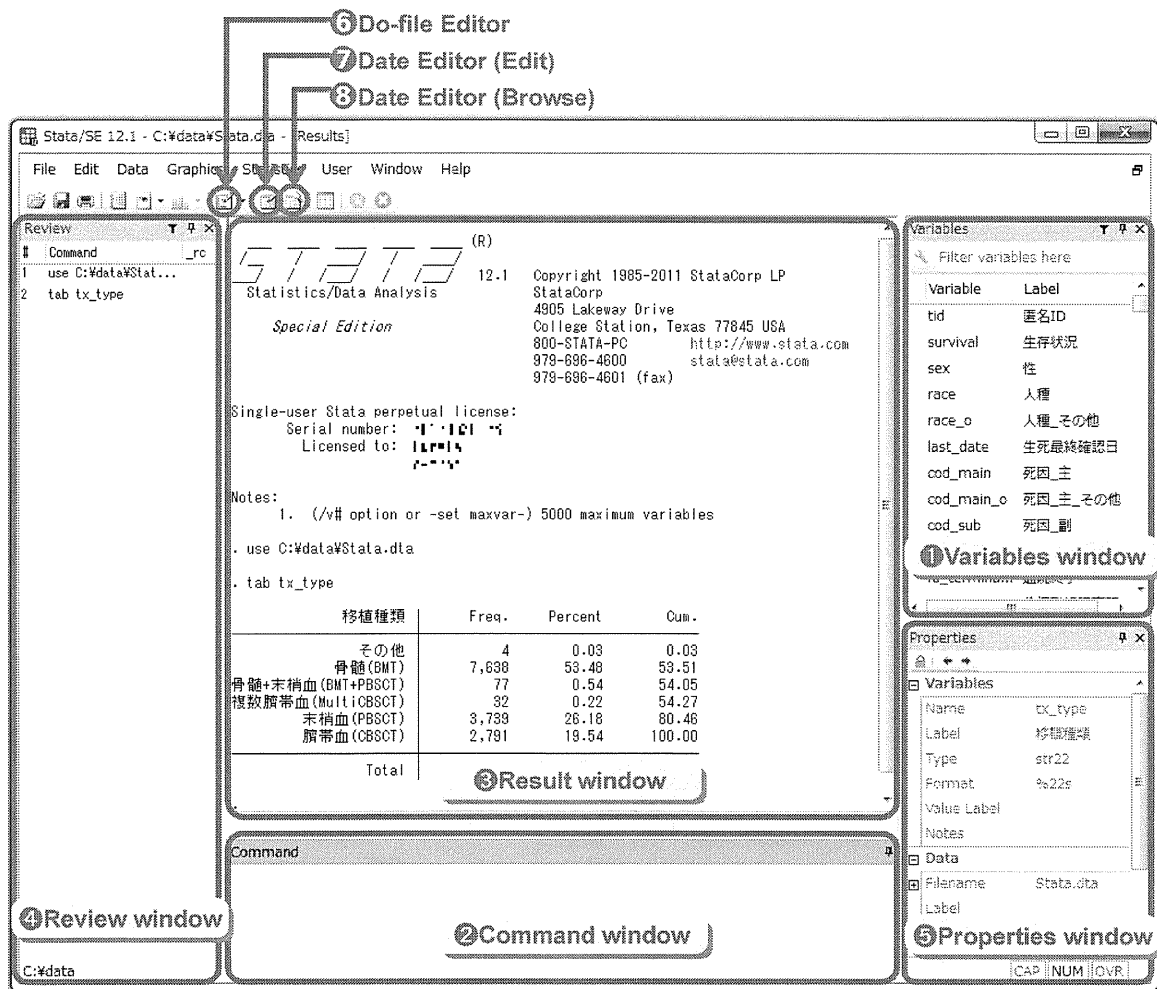 ❻Do-file Editor
❼Date Editor (Edit)
❽Date Editor (Browse)
Stata/SE 12.1 - C:¥data¥Stata.dta - [Results]
File Edit Data Graphics Statistics User Window Help
Review
# Command _rc
1 use C:¥data¥Stat...
2 tab tx_type
(R)
STATA 12.1 Copyright 1985-2011 StataCorp LP
Statistics/Data Analysis StataCorp
4905 Lakeway Drive
Special Edition College Station, Texas 77845 USA
800-STATA-PC http://www.stata.com
979-696-4600 stata@stata.com
979-696-4601 (fax)
Single-user Stata perpetual license:
Serial number:
Licensed to:
Notes:
1. (/v# option or -set maxvar-) 5000 maximum variables
. use C:¥data¥Stata.dta
. tab tx_type
移植種類 Freq. Percent Cum.
その他 4 0.03 0.03
骨髄(BMT) 7,638 53.48 53.51
骨髄+末梢血(BMT+PBSCT) 77 0.54 54.05
複数臍帯血(MultiCBSCT) 32 0.22 54.27
末梢血(PBSCT) 3,739 26.18 80.46
臍帯血(CBSCT) 2,791 19.54 100.00
Total
❸Result window
Command
❷Command window
❹Review window
C:¥data
Variables
Filter variables here
Variable Label
tid 匿名ID
survival 生存状況
sex 性
race 人種
race_o 人種_その他
last_date 生死最終確認日
cod_main 死因_主
cod_main_o 死因_主_その他
cod_sub 死因_副
❶Variables window
Properties
Variables
Name tx_type
Label 移植種類
Type str22
Format %22s
Value Label
Notes
Data
Filename Stata.dta
Label
❺Properties window
CAP NUM OVR